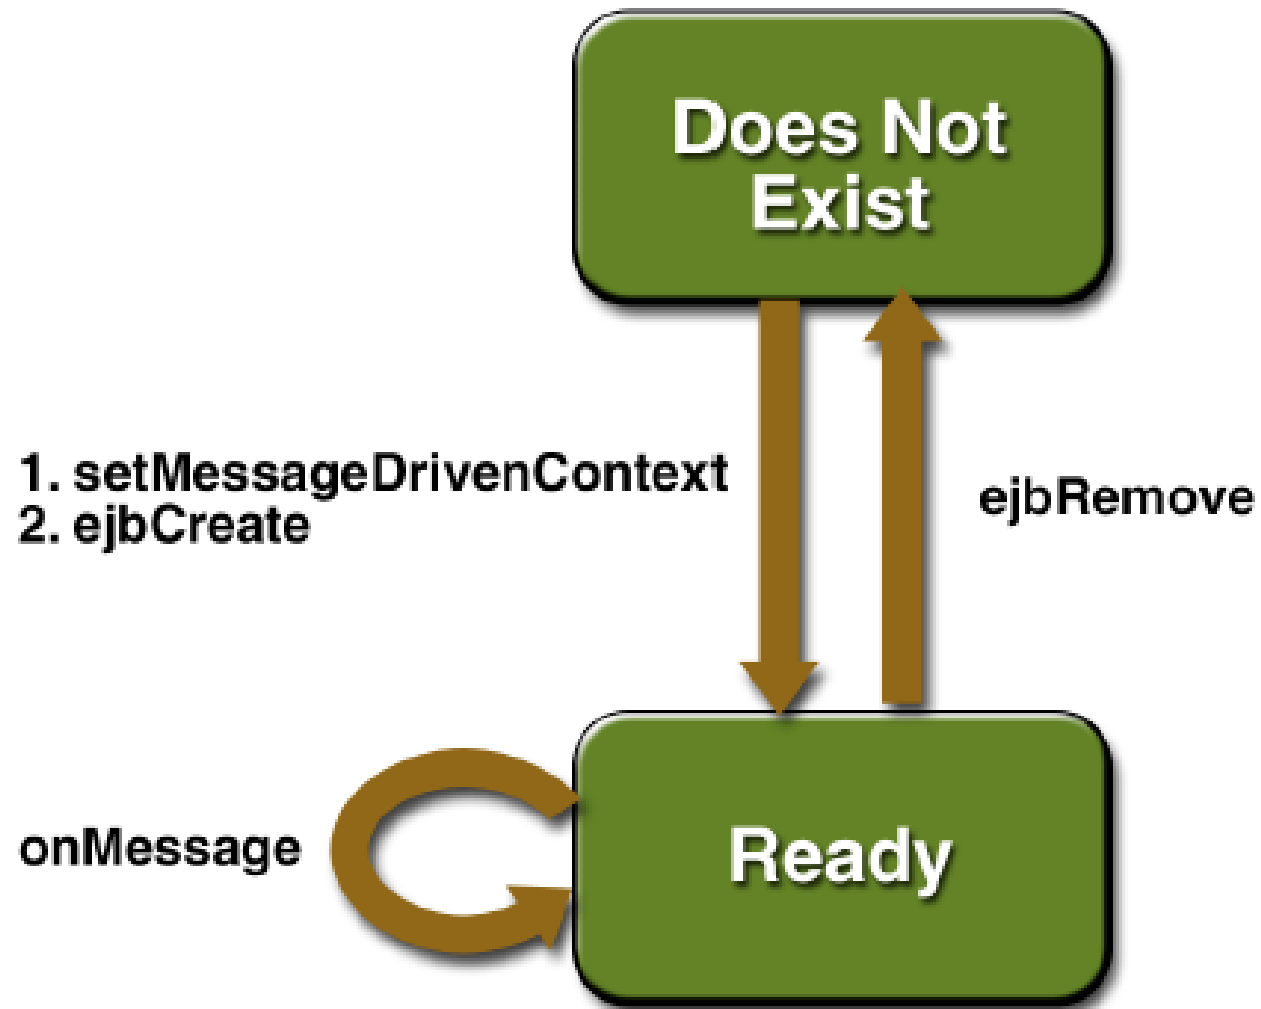 Does Not
Exist
1. setMessageDrivenContext
2. ejbCreate
ejbRemove
onMessage
Ready